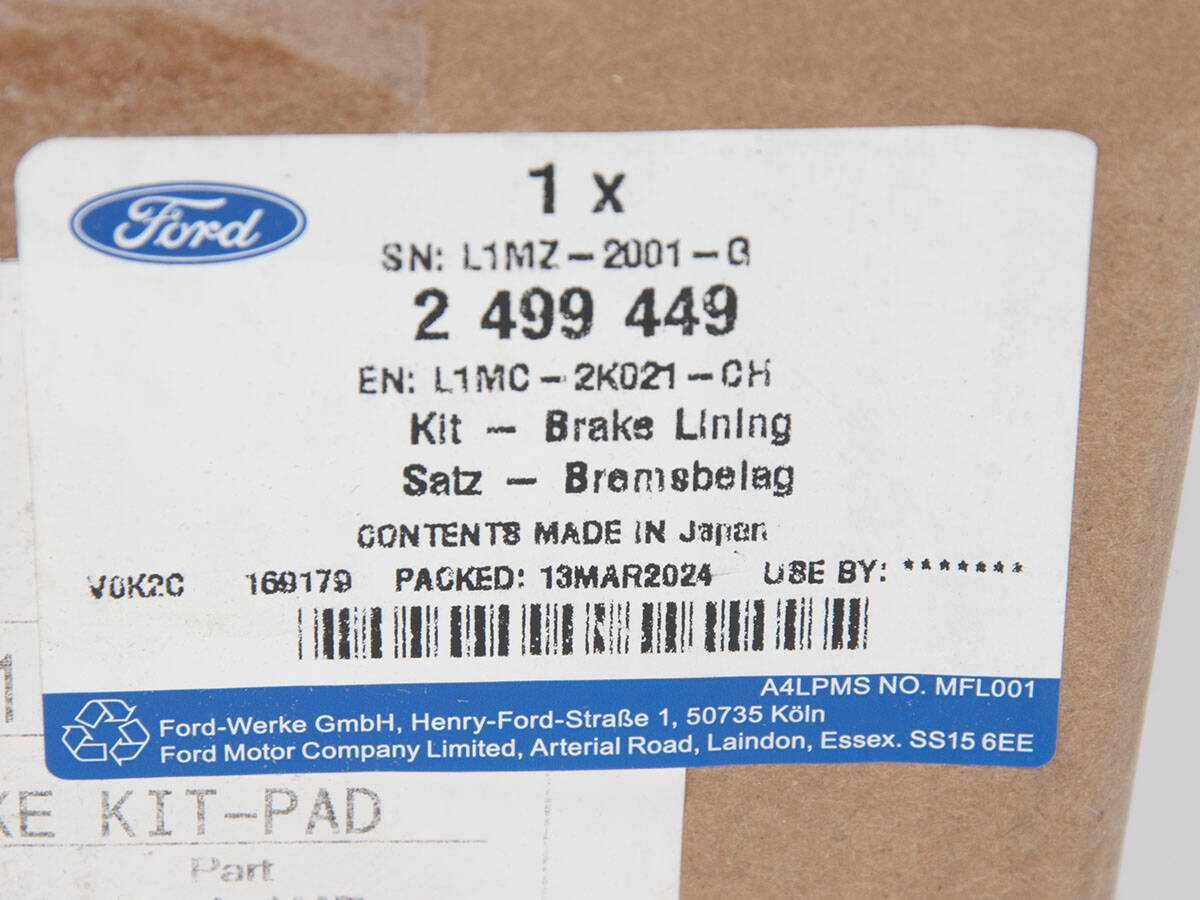 Ford
1 x
SN: L1MZ-2001-G
2 499 449
EN: L1MC-2K021-CH
Kit - Brake Lining
Satz - Bremsbelag
CONTENTS MADE IN Japan
V0K2C 169179 PACKED: 13MAR2024 USE BY: *******
A4LPMS NO. MFL001
Ford-Werke GmbH, Henry-Ford-Straße 1, 50735 Köln
Ford Motor Company Limited, Arterial Road, Laindon, Essex. SS15 6EE
1
KE KIT-PAD
Part